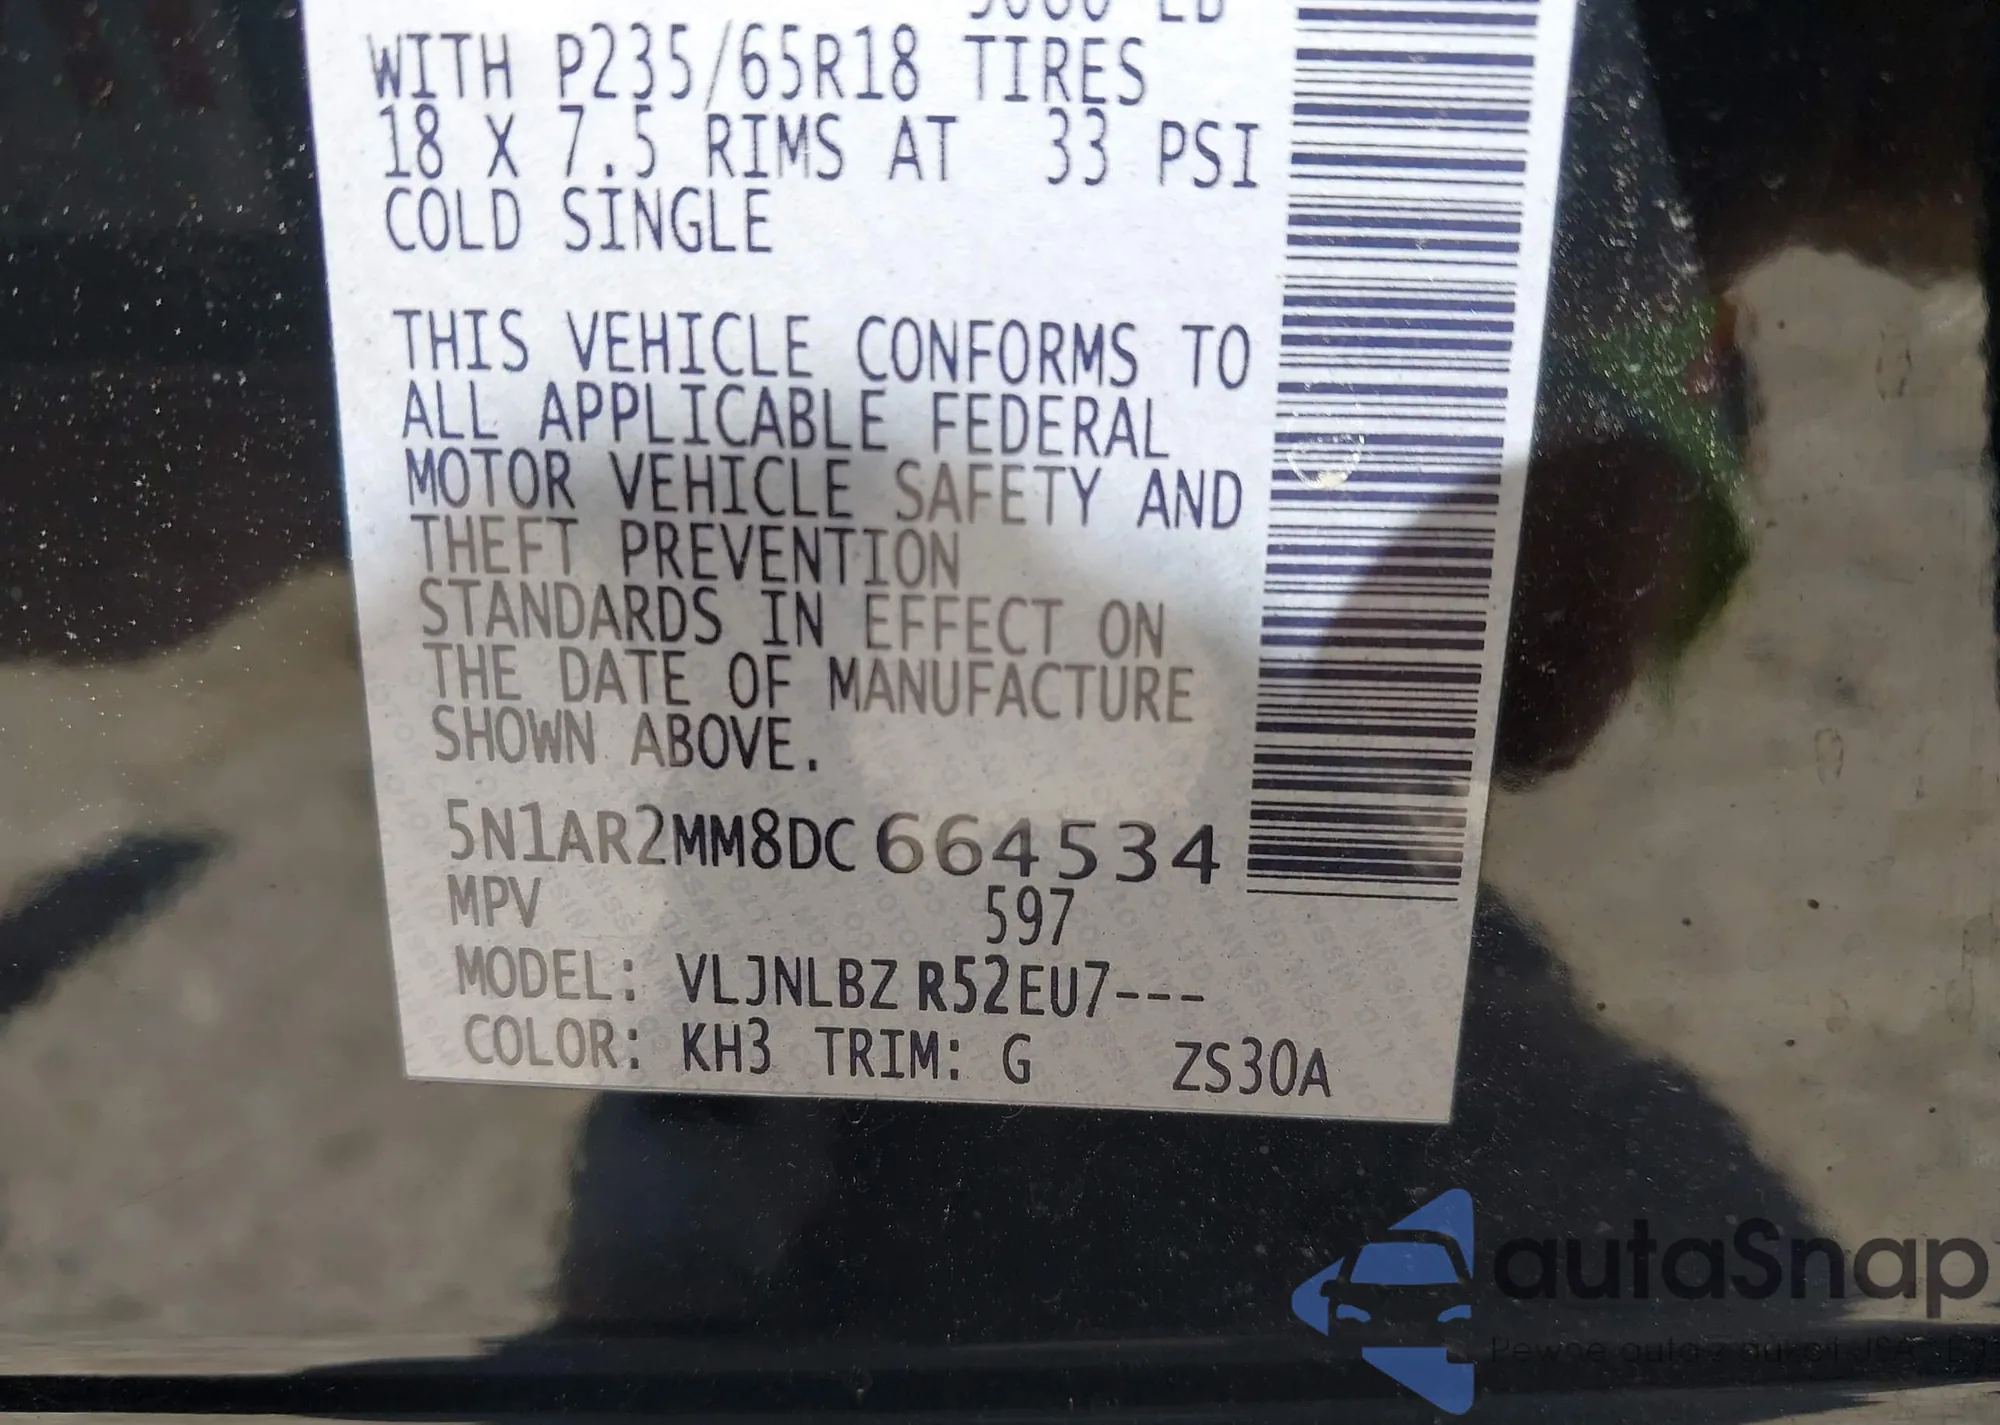 WITH P235/65R18 TIRES
18 X 7.5 RIMS AT 33 PSI
COLD SINGLE
THIS VEHICLE CONFORMS TO
ALL APPLICABLE FEDERAL
MOTOR VEHICLE SAFETY AND
THEFT PREVENTION
STANDARDS IN EFFECT ON
THE DATE OF MANUFACTURE
SHOWN ABOVE.
5N1AR2MM8DC664534
MPV 597
MODEL: VLJNLBZ R52EU7---
COLOR: KH3 TRIM: G ZS30A
autaSnap